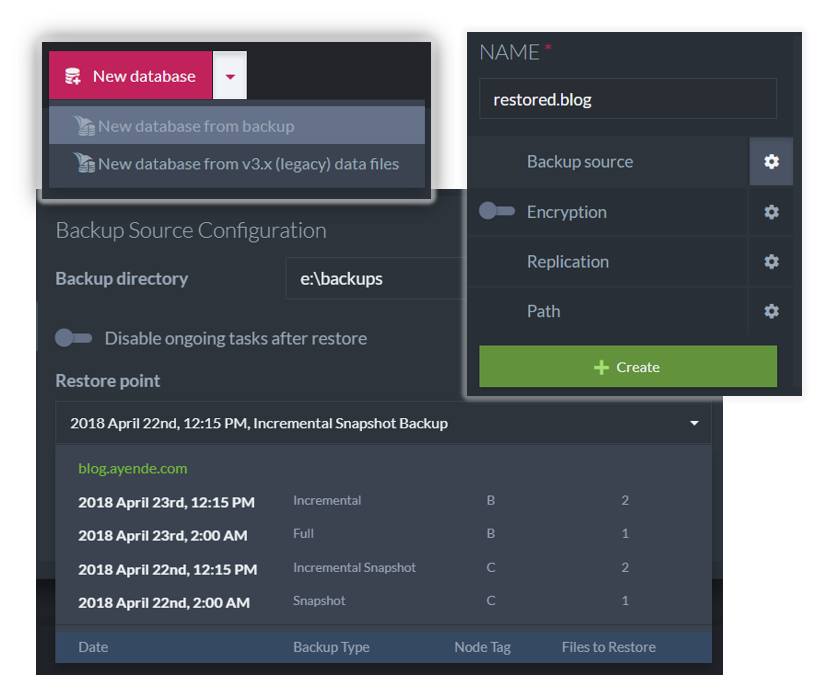 New database
New database from backup
New database from v3.x (legacy) data files
NAME *
restored.blog
Backup source
Encryption
Replication
Path
Create
Backup Source Configuration
Backup directory e:\backups
Disable ongoing tasks after restore
Restore point
2018 April 22nd, 12:15 PM, Incremental Snapshot Backup
blog.ayende.com
2018 April 23rd, 12:15 PM Incremental B 2
2018 April 23rd, 2:00 AM Full B 1
2018 April 22nd, 12:15 PM Incremental Snapshot C 2
2018 April 22nd, 2:00 AM Snapshot C 1
Date Backup Type Node Tag Files to Restore